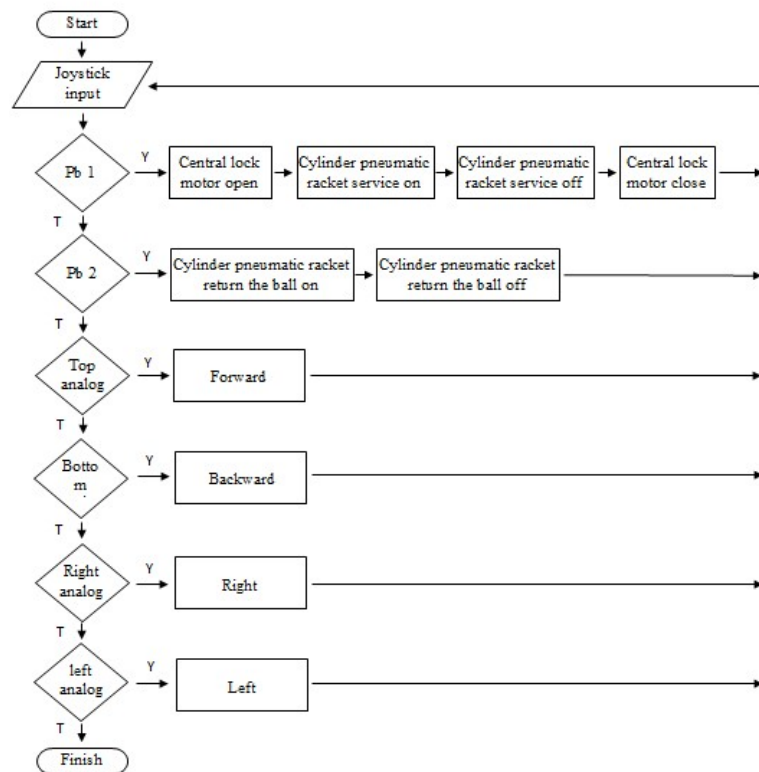 Start
Joystick
input
Pb 1
Y
Central lock
motor open
Cylinder pneumatic
racket service on
Cylinder pneumatic
racket service off
Central lock
motor close
T
Pb 2
Y
Cylinder pneumatic racket
return the ball on
Cylinder pneumatic racket
return the ball off
T
Top
analog
Y
Forward
T
Botto
m
Y
Backward
T
Right
analog
Y
Right
T
left
analog
Y
Left
T
Finish